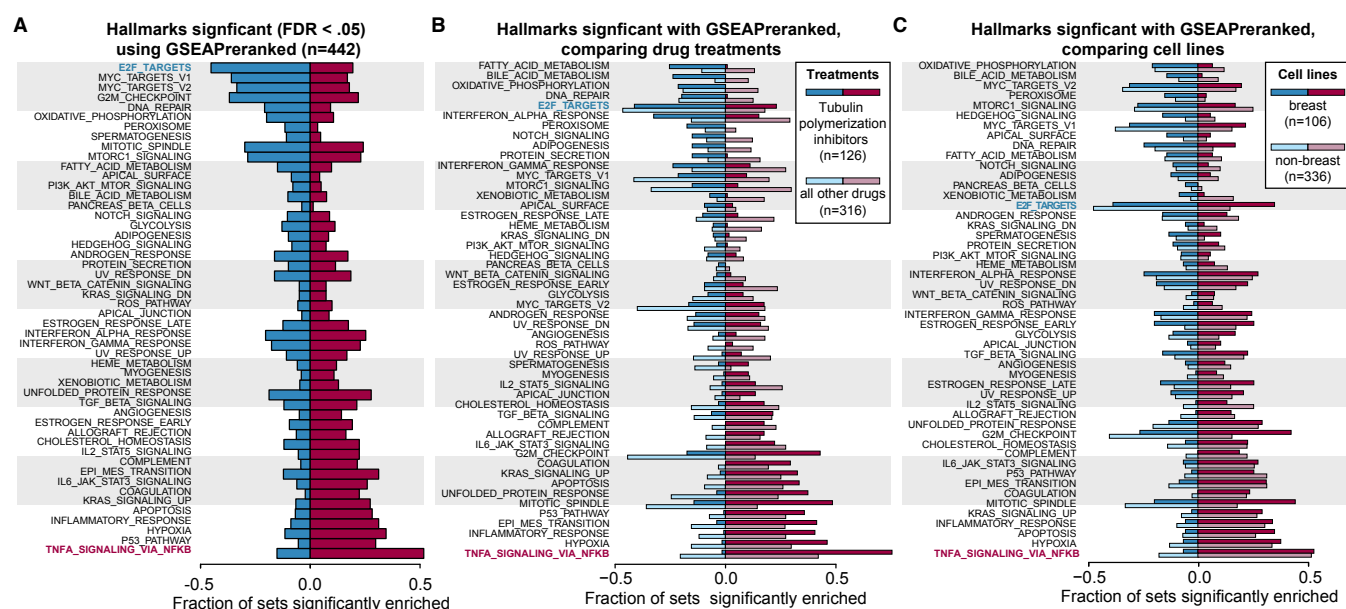 A
Hallmarks signficant (FDR < .05)
using GSEAPreranked (n=442)
E2F_TARGETS
MYC_TARGETS_V1
MYC_TARGETS_V2
G2M_CHECKPOINT
DNA_REPAIR
OXIDATIVE_PHOSPHORYLATION
PEROXISOME
SPERMATOGENESIS
MITOTIC_SPINDLE
MTORC1_SIGNALING
FATTY_ACID_METABOLISM
APICAL_SURFACE
PI3K_AKT_MTOR_SIGNALING
BILE_ACID_METABOLISM
PANCREAS_BETA_CELLS
NOTCH_SIGNALING
GLYCOLYSIS
ADIPOGENESIS
HEDGEHOG_SIGNALING
ANDROGEN_RESPONSE
PROTEIN_SECRETION
UV_RESPONSE_DN
WNT_BETA_CATENIN_SIGNALING
KRAS_SIGNALING_DN
ROS_PATHWAY
APICAL_JUNCTION
ESTROGEN_RESPONSE_LATE
INTERFERON_ALPHA_RESPONSE
INTERFERON_GAMMA_RESPONSE
UV_RESPONSE_UP
HEME_METABOLISM
MYOGENESIS
XENOBIOTIC_METABOLISM
UNFOLDED_PROTEIN_RESPONSE
TGF_BETA_SIGNALING
ANGIOGENESIS
ESTROGEN_RESPONSE_EARLY
ALLOGRAFT_REJECTION
CHOLESTEROL_HOMEOSTASIS
IL2_STAT5_SIGNALING
COMPLEMENT
EPI_MES_TRANSITION
IL6_JAK_STAT3_SIGNALING
COAGULATION
KRAS_SIGNALING_UP
APOPTOSIS
INFLAMMATORY_RESPONSE
HYPOXIA
P53_PATHWAY
TNFA_SIGNALING_VIA_NFKB
−0.5 0.0 0.5
Fraction of sets significantly enriched
B
Hallmarks signficant with GSEAPreranked,
comparing drug treatments
FATTY_ACID_METABOLISM
BILE_ACID_METABOLISM
OXIDATIVE_PHOSPHORYLATION
DNA_REPAIR
E2F_TARGETS
INTERFERON_ALPHA_RESPONSE
PEROXISOME
NOTCH_SIGNALING
ADIPOGENESIS
PROTEIN_SECRETION
INTERFERON_GAMMA_RESPONSE
MYC_TARGETS_V1
MTORC1_SIGNALING
XENOBIOTIC_METABOLISM
APICAL_SURFACE
ESTROGEN_RESPONSE_LATE
HEME_METABOLISM
KRAS_SIGNALING_DN
PI3K_AKT_MTOR_SIGNALING
HEDGEHOG_SIGNALING
PANCREAS_BETA_CELLS
WNT_BETA_CATENIN_SIGNALING
ESTROGEN_RESPONSE_EARLY
GLYCOLYSIS
MYC_TARGETS_V2
ANDROGEN_RESPONSE
UV_RESPONSE_DN
ANGIOGENESIS
ROS_PATHWAY
UV_RESPONSE_UP
SPERMATOGENESIS
MYOGENESIS
IL2_STAT5_SIGNALING
APICAL_JUNCTION
CHOLESTEROL_HOMEOSTASIS
TGF_BETA_SIGNALING
COMPLEMENT
ALLOGRAFT_REJECTION
IL6_JAK_STAT3_SIGNALING
G2M_CHECKPOINT
COAGULATION
KRAS_SIGNALING_UP
APOPTOSIS
UNFOLDED_PROTEIN_RESPONSE
MITOTIC_SPINDLE
P53_PATHWAY
EPI_MES_TRANSITION
INFLAMMATORY_RESPONSE
HYPOXIA
TNFA_SIGNALING_VIA_NFKB
Treatments
Tubulin
polymerization
inhibitors
(n=126)
all other drugs
(n=316)
−0.5 0.0 0.5
Fraction of sets significantly enriched
C
Hallmarks signficant with GSEAPreranked,
comparing cell lines
OXIDATIVE_PHOSPHORYLATION
BILE_ACID_METABOLISM
MYC_TARGETS_V2
PEROXISOME
MTORC1_SIGNALING
HEDGEHOG_SIGNALING
MYC_TARGETS_V1
APICAL_SURFACE
DNA_REPAIR
FATTY_ACID_METABOLISM
NOTCH_SIGNALING
ADIPOGENESIS
PANCREAS_BETA_CELLS
XENOBIOTIC_METABOLISM
E2F_TARGETS
ANDROGEN_RESPONSE
KRAS_SIGNALING_DN
SPERMATOGENESIS
PROTEIN_SECRETION
PI3K_AKT_MTOR_SIGNALING
HEME_METABOLISM
INTERFERON_ALPHA_RESPONSE
UV_RESPONSE_DN
WNT_BETA_CATENIN_SIGNALING
ROS_PATHWAY
INTERFERON_GAMMA_RESPONSE
ESTROGEN_RESPONSE_EARLY
GLYCOLYSIS
APICAL_JUNCTION
TGF_BETA_SIGNALING
ANGIOGENESIS
MYOGENESIS
ESTROGEN_RESPONSE_LATE
UV_RESPONSE_UP
IL2_STAT5_SIGNALING
ALLOGRAFT_REJECTION
UNFOLDED_PROTEIN_RESPONSE
G2M_CHECKPOINT
CHOLESTEROL_HOMEOSTASIS
COMPLEMENT
IL6_JAK_STAT3_SIGNALING
P53_PATHWAY
EPI_MES_TRANSITION
COAGULATION
MITOTIC_SPINDLE
KRAS_SIGNALING_UP
INFLAMMATORY_RESPONSE
APOPTOSIS
HYPOXIA
TNFA_SIGNALING_VIA_NFKB
Cell lines
breast
(n=106)
non-breast
(n=336)
−0.5 0.0 0.5
Fraction of sets significantly enriched